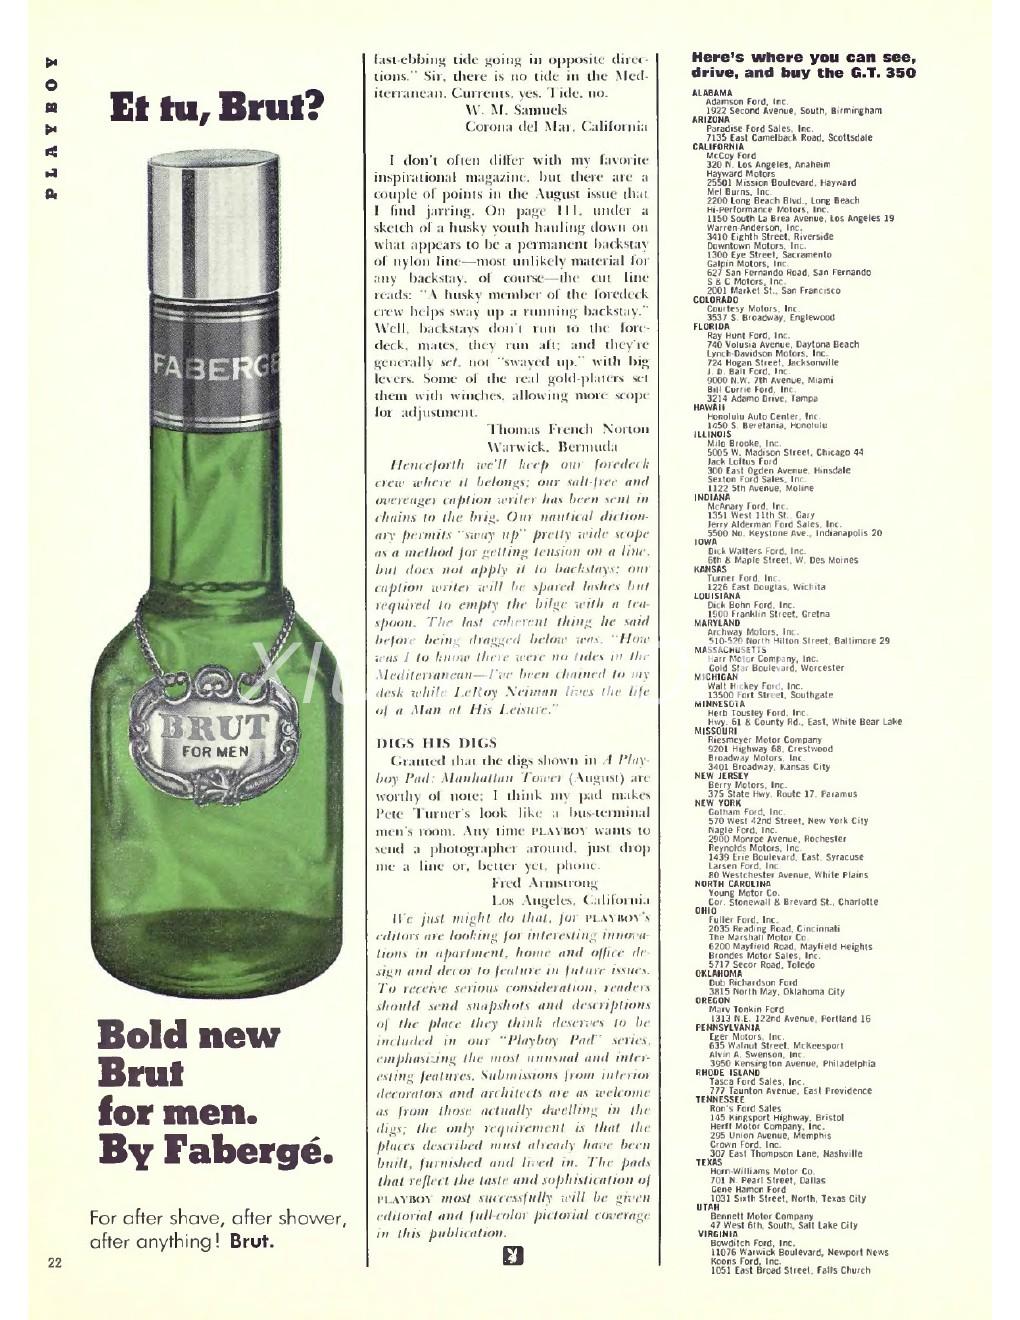 PLAYBOY
Et tu, Brut?
FABERGE
BRUT
FOR MEN
Bold new
Brut
for men.
By Fabergé.
For after shave, after shower,
after anything! Brut.
22
fast-ebbing tide going in opposite direc-
tions." Sir, there is no tide in the Med-
iterranean. Currents, yes. Tide, no.
W. M. Samuels
Corona del Mar, California
I don't often differ with my favorite
inspirational magazine, but there are a
couple of points in the August issue that
I find jarring. On page 111, under a
sketch of a husky youth hauling down on
what appears to be a permanent backstay
of nylon line—most unlikely material for
any backstay, of course—the cut line
reads: "A husky member of the foredeck
crew helps sway up a running backstay."
Well, backstays don't run to the fore-
deck, mates, they run aft; and they're
generally set, not "swayed up," with big
levers. Some of the real gold-platers set
them with winches, allowing more scope
for adjustment.
Thomas French Norton
Warwick, Bermuda
Henceforth we'll keep our foredeck
crew where it belongs; our salt-free and
overeager caption writer has been sent in
chains to the brig. Our nautical diction-
ary permits "sway up" pretty wide scope
as a method for getting tension on a line,
but does not apply it to backstays; our
caption writer will be spared lashes but
required to empty the bilge with a tea-
spoon. The last coherent thing he said
before being dragged below was, "How
was I to know there were no tides in the
Mediterranean—I've been chained to my
desk while LeRoy Neiman lives the life
of a Man at His Leisure."
DIGS HIS DIGS
Granted that the digs shown in A Play-
boy Pad: Manhattan Tower (August) are
worthy of note; I think my pad makes
Pete Turner's look like a bus-terminal
men's room. Any time PLAYBOY wants to
send a photographer around, just drop
me a line or, better yet, phone.
Fred Armstrong
Los Angeles, California
We just might do that, for PLAYBOY'S
editors are looking for interesting innova-
tions in apartment, home and office de-
sign and decor to feature in future issues.
To receive serious consideration, readers
should send snapshots and descriptions
of the place they think deserves to be
included in our "Playboy Pad" series,
emphasizing the most unusual and inter-
esting features. Submissions from interior
decorators and architects are as welcome
as from those actually dwelling in the
digs; the only requirement is that the
places described must already have been
built, furnished and lived in. The pads
that reflect the taste and sophistication of
PLAYBOY most successfully will be given
editorial and full-color pictorial coverage
in this publication.
Here's where you can see,
drive, and buy the G.T. 350
ALABAMA
Adamson Ford, Inc.
1922 Second Avenue, South, Birmingham
ARIZONA
Paradise Ford Sales, Inc.
7135 East Camelback Road, Scottsdale
CALIFORNIA
McCoy Ford
320 N. Los Angeles, Anaheim
Hayward Motors
25501 Mission Boulevard, Hayward
Mel Burns, Inc.
2200 Long Beach Blvd., Long Beach
Hi-Performance Motors, Inc.
1150 South La Brea Avenue, Los Angeles 19
Warren-Anderson, Inc.
3410 Eighth Street, Riverside
Downtown Motors, Inc.
1300 Eye Street, Sacramento
Galpin Motors, Inc.
627 San Fernando Road, San Fernando
S & C Motors, Inc.
2001 Market St., San Francisco
COLORADO
Courtesy Motors, Inc.
3537 S. Broadway, Englewood
FLORIDA
Ray Hunt Ford, Inc.
740 Volusia Avenue, Daytona Beach
Lynch-Davidson Motors, Inc.
724 Hogan Street, Jacksonville
J. D. Ball Ford, Inc.
9000 N.W. 7th Avenue, Miami
Bill Currie Ford, Inc.
3214 Adamo Drive, Tampa
HAWAII
Honolulu Auto Center, Inc.
1450 S. Beretania, Honolulu
ILLINOIS
Milo Brooke, Inc.
5005 W. Madison Street, Chicago 44
Jack Loftus Ford
300 East Ogden Avenue, Hinsdale
Sexton Ford Sales, Inc.
1122 5th Avenue, Moline
INDIANA
McAnary Ford, Inc.
1351 West 11th St., Gary
Jerry Alderman Ford Sales, Inc.
5500 No. Keystone Ave., Indianapolis 20
IOWA
Dick Walters Ford, Inc.
6th & Maple Street, W. Des Moines
KANSAS
Turner Ford, Inc.
1226 East Douglas, Wichita
LOUISIANA
Dick Bohn Ford, Inc.
1900 Franklin Street, Gretna
MARYLAND
Archway Motors, Inc.
510-520 North Hilton Street, Baltimore 29
MASSACHUSETTS
Harr Motor Company, Inc.
Gold Star Boulevard, Worcester
MICHIGAN
Walt Hickey Ford, Inc.
13500 Fort Street, Southgate
MINNESOTA
Herb Tousley Ford, Inc.
Hwy. 61 & County Rd., East, White Bear Lake
MISSOURI
Riesmeyer Motor Company
9201 Highway 68, Crestwood
Broadway Motors, Inc.
3401 Broadway, Kansas City
NEW JERSEY
Berry Motors, Inc.
375 State Hwy. Route 17, Paramus
NEW YORK
Gotham Ford, Inc.
570 West 42nd Street, New York City
Nagle Ford, Inc.
2900 Monroe Avenue, Rochester
Reynolds Motors, Inc.
1439 Erie Boulevard, East, Syracuse
Larsen Ford, Inc.
80 Westchester Avenue, White Plains
NORTH CAROLINA
Young Motor Co.
Cor. Stonewall & Brevard St., Charlotte
OHIO
Fuller Ford, Inc.
2035 Reading Road, Cincinnati
The Marshall Motor Co.
6200 Mayfield Road, Mayfield Heights
Brondes Motor Sales, Inc.
5717 Secor Road, Toledo
OKLAHOMA
Dub Richardson Ford
3815 North May, Oklahoma City
OREGON
Marv Tonkin Ford
1313 N.E. 122nd Avenue, Portland 16
PENNSYLVANIA
Eger Motors, Inc.
635 Walnut Street, McKeesport
Alvin A. Swenson, Inc.
3950 Kensington Avenue, Philadelphia
RHODE ISLAND
Tasca Ford Sales, Inc.
777 Taunton Avenue, East Providence
TENNESSEE
Ron's Ford Sales
145 Kingsport Highway, Bristol
Herff Motor Company, Inc.
295 Union Avenue, Memphis
Crown Ford, Inc.
307 East Thompson Lane, Nashville
TEXAS
Horn-Williams Motor Co.
701 N. Pearl Street, Dallas
Gene Hamon Ford
1031 Sixth Street, North, Texas City
UTAH
Bennett Motor Company
47 West 6th, South, Salt Lake City
VIRGINIA
Bowditch Ford, Inc.
11076 Warwick Boulevard, Newport News
Koons Ford, Inc.
1051 East Broad Street, Falls Church